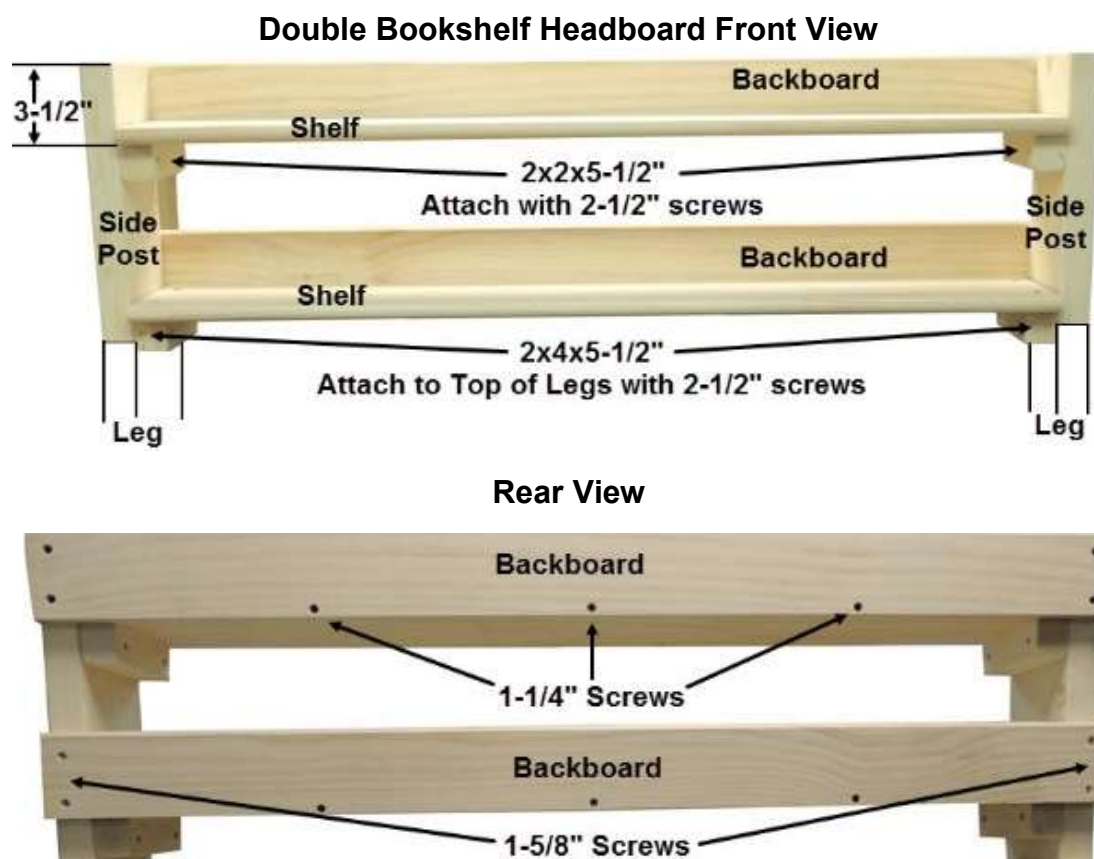 Double Bookshelf Headboard Front View
Backboard
3-1/2"
Shelf
2x2x5-1/2"
Attach with 2-1/2" screws
Side
Post
Side
Post
Backboard
Shelf
2x4x5-1/2"
Attach to Top of Legs with 2-1/2" screws
Leg
Leg
Rear View
Backboard
1-1/4" Screws
Backboard
1-5/8" Screws